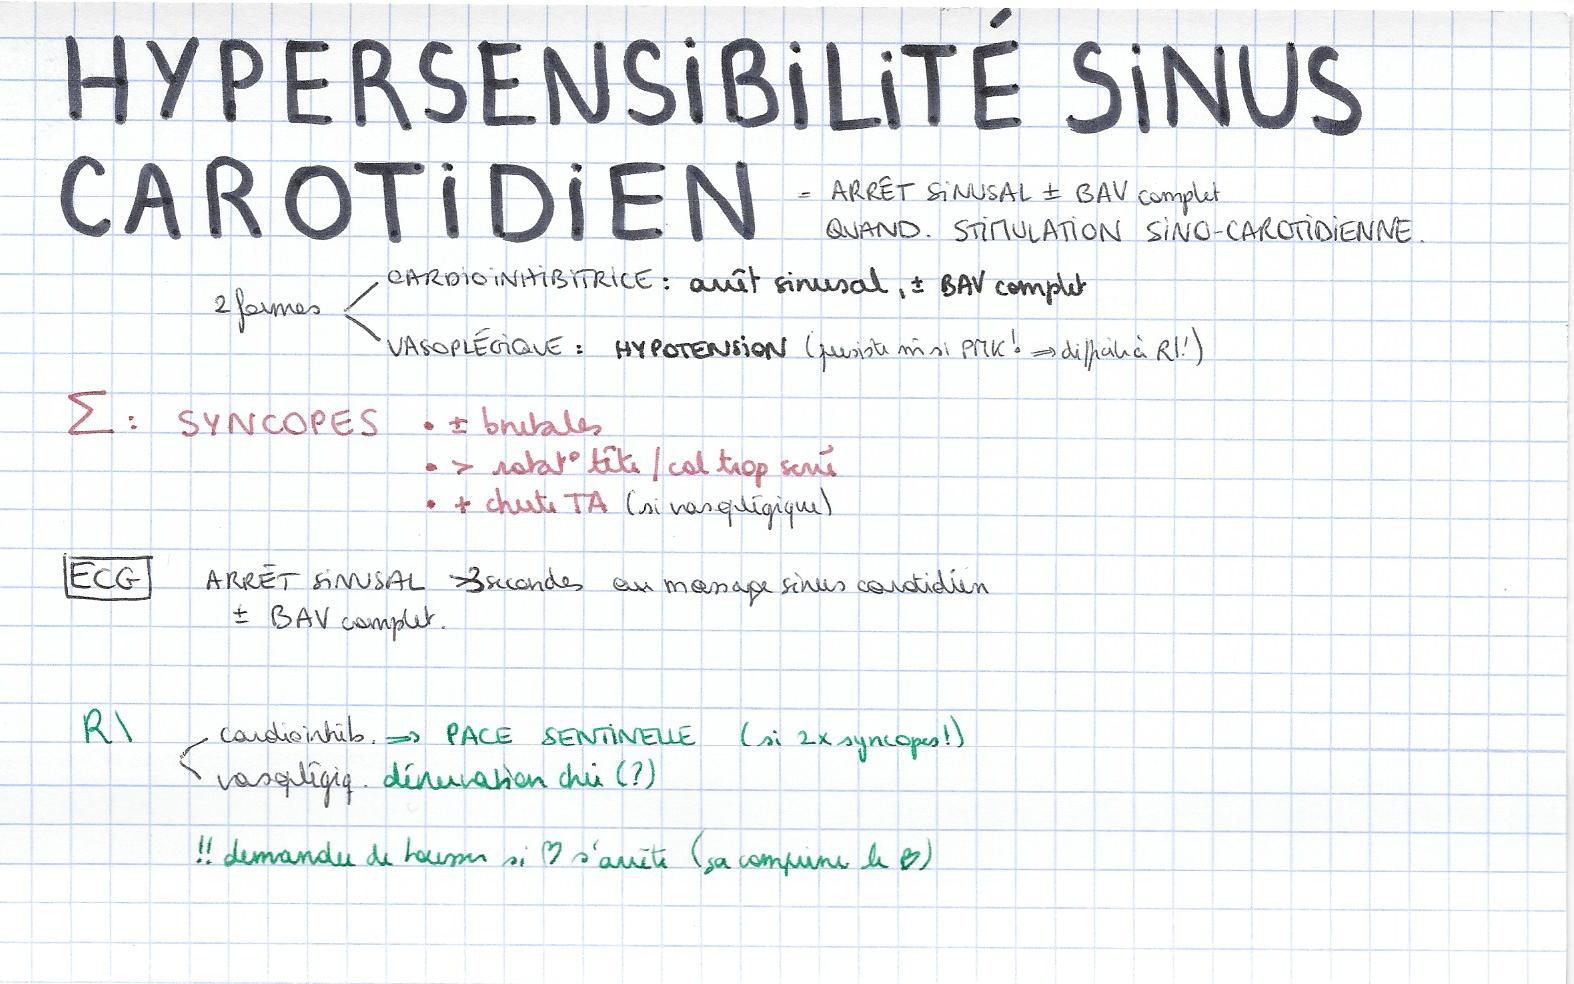 HYPERSENSIBILITÉ SINUS
CAROTIDIEN = ARRÊT SINUSAL ± BAV complet
QUAND. STIMULATION SINO-CAROTIDIENNE.
2 formes
CARDIOINHIBITRICE : arrêt sinusal, ± BAV complet
VASOPLÉGIQUE : HYPOTENSION (persiste m̂ si PMK! ⇒ difficile à R\!)
Σ : SYNCOPES • ± brutales
• > rotat° tête / col trop serré
• + chute TA (si vasoplégique)
ECG ARRÊT SINUSAL >3secondes au massage sinus carotidien
± BAV complet.
R\ cardioinhib. ⇒ PACE SENTINELLE (si 2x syncopes!)
vasoplégiq. dénervation chir (?)
!! demander de tousser si ♡ s'arrête (ça comprime le ♡)